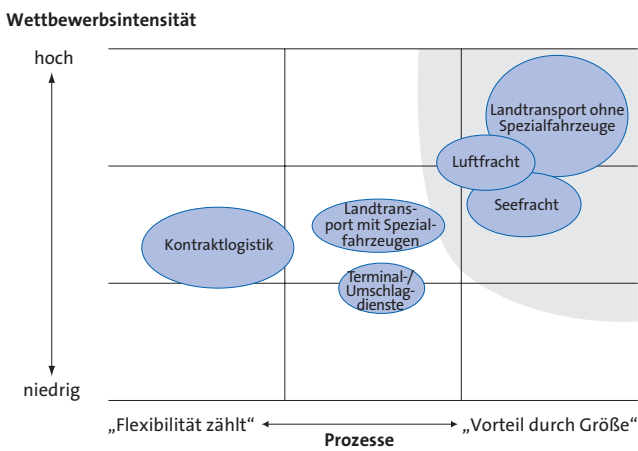 Wettbewerbsintensität
hoch
Landtransport ohne
Spezialfahrzeuge
Luftfracht
Landtrans-
port mit Spezial-
fahrzeugen
Seefracht
Kontraktlogistik
Terminal-/
Umschlag-
dienste
niedrig
„Flexibilität zählt“
„Vorteil durch Größe“
Prozesse